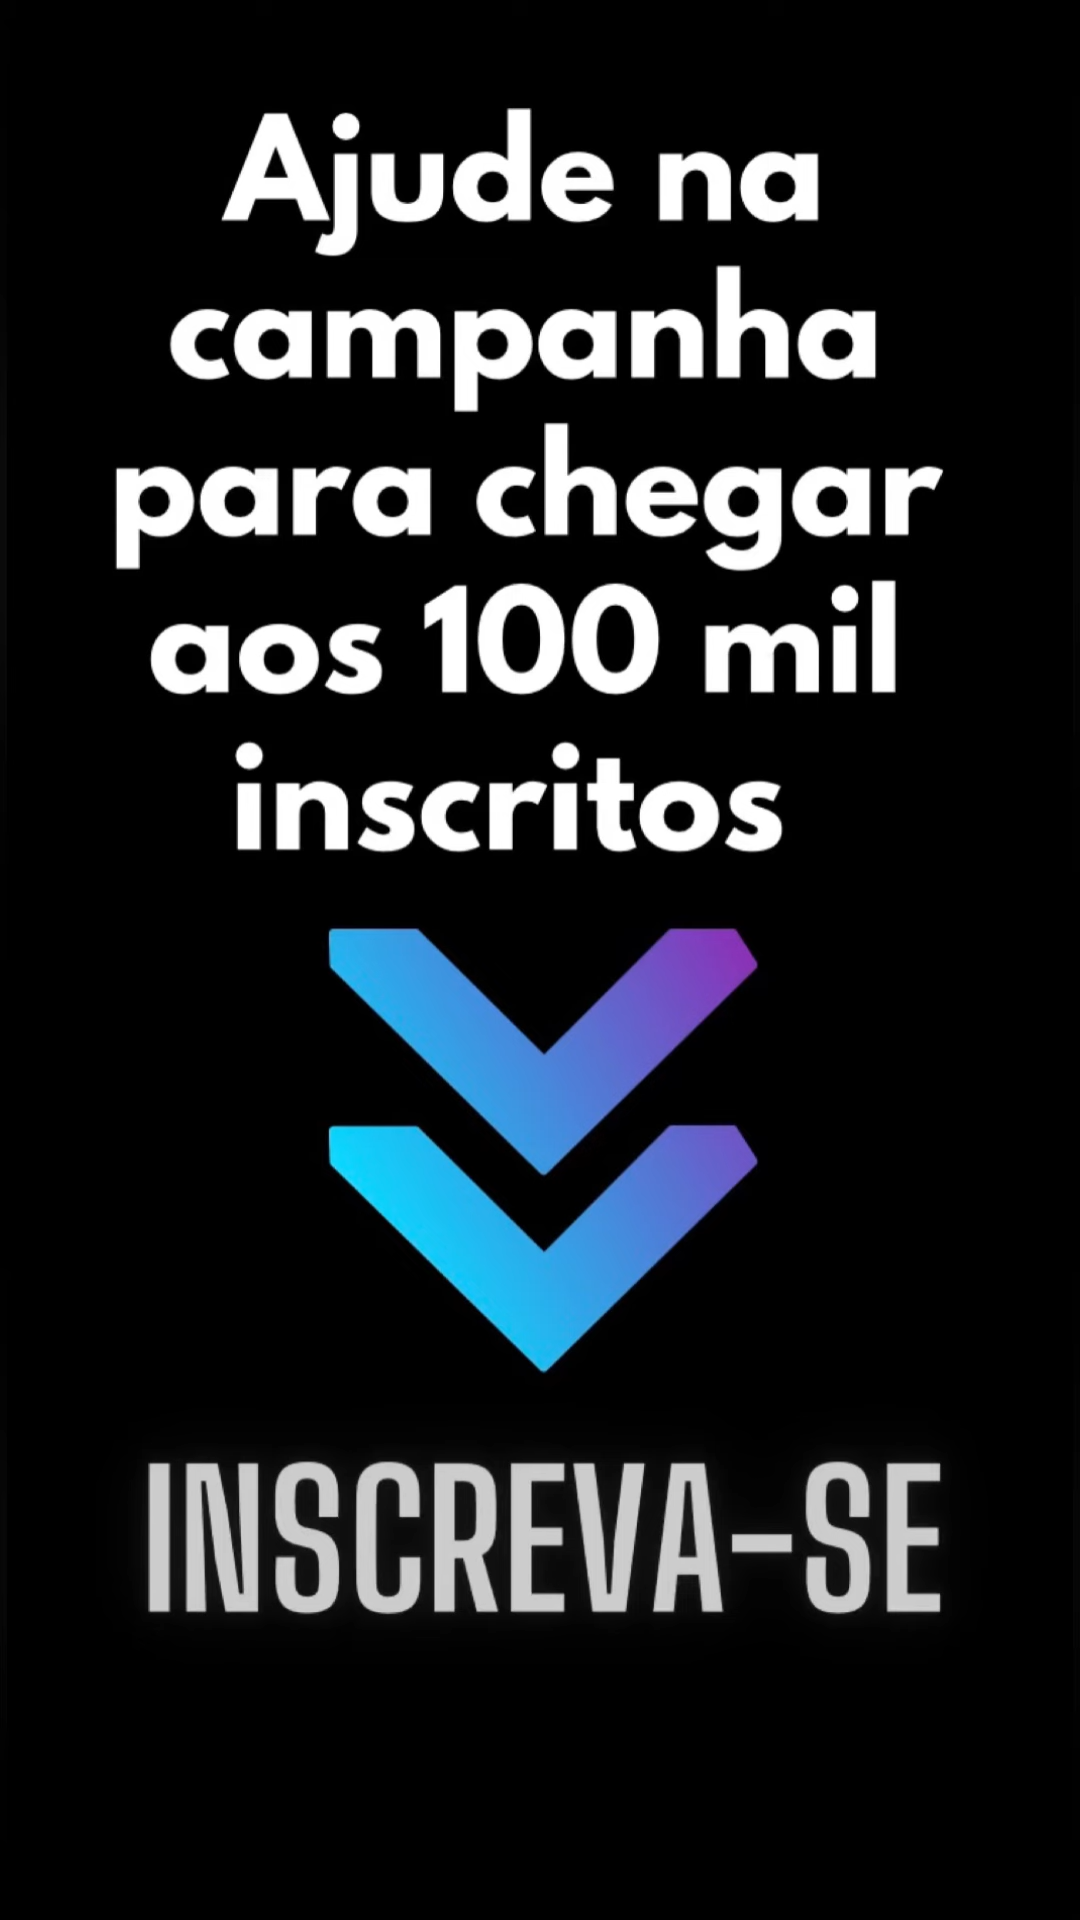 Ajude na
campanha
para chegar
aos 100 mil
inscritos
INSCREVA-SE